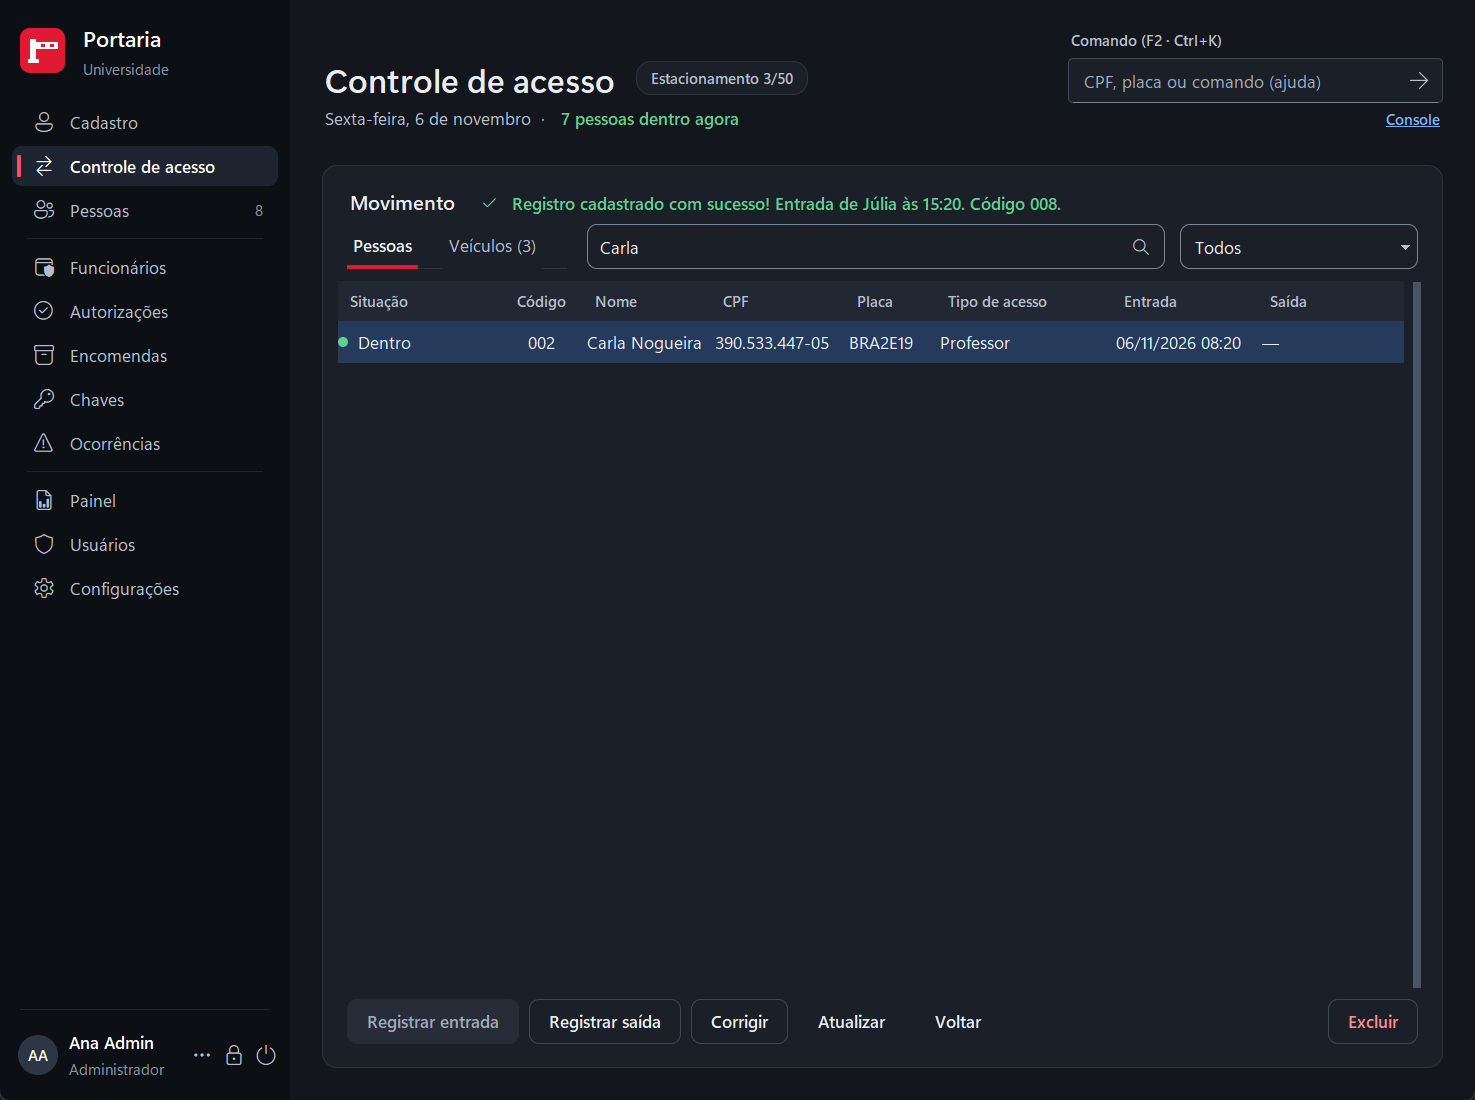 Portaria
Universidade
Cadastro
Controle de acesso
Pessoas 8
Funcionários
Autorizações
Encomendas
Chaves
Ocorrências
Painel
Usuários
Configurações
AA
Ana Admin
Administrador
Controle de acesso
Estacionamento 3/50
Sexta-feira, 6 de novembro · 7 pessoas dentro agora
Comando (F2 · Ctrl+K)
CPF, placa ou comando (ajuda)
Console
Movimento
Registro cadastrado com sucesso! Entrada de Júlia às 15:20. Código 008.
Pessoas Veículos (3)
Carla
Todos
Situação Código Nome CPF Placa Tipo de acesso Entrada Saída
Dentro 002 Carla Nogueira 390.533.447-05 BRA2E19 Professor 06/11/2026 08:20 —
Registrar entrada Registrar saída Corrigir Atualizar Voltar Excluir